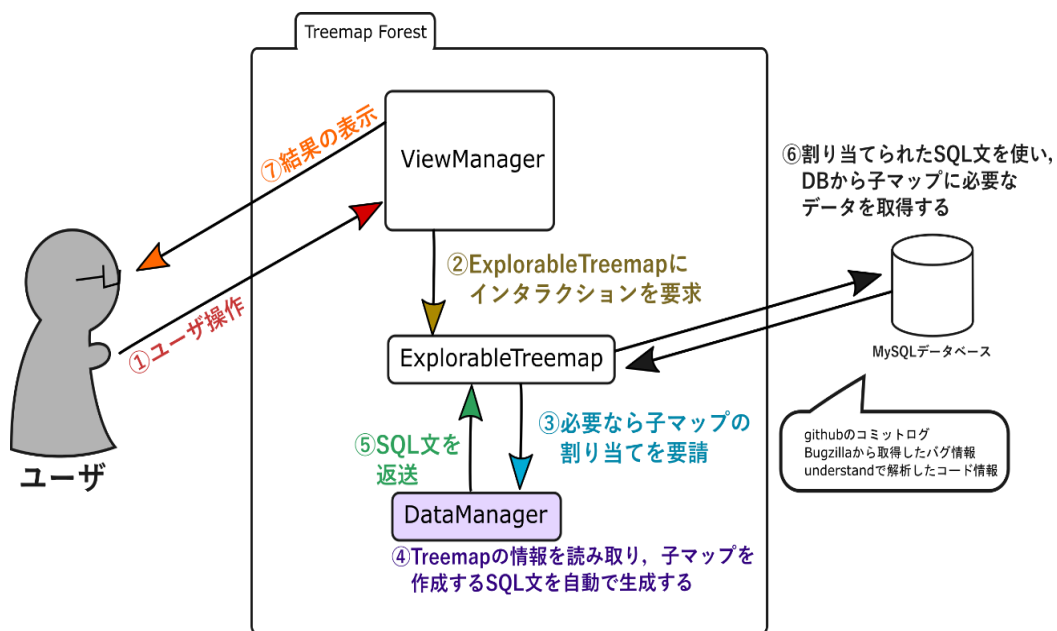 Treemap Forest
⑦結果の表示
ViewManager
⑥割り当てられたSQL文を使い,
DBから子マップに必要な
データを取得する
②ExplorableTreemapに
インタラクションを要求
①ユーザ操作
ExplorableTreemap
MySQLデータベース
③必要なら子マップの
割り当てを要請
githubのコミットログ
Bugzillaから取得したバグ情報
understandで解析したコード情報
⑤SQL文を
返送
ユーザ
DataManager
④Treemapの情報を読み取り，子マップを
作成するSQL文を自動で生成する